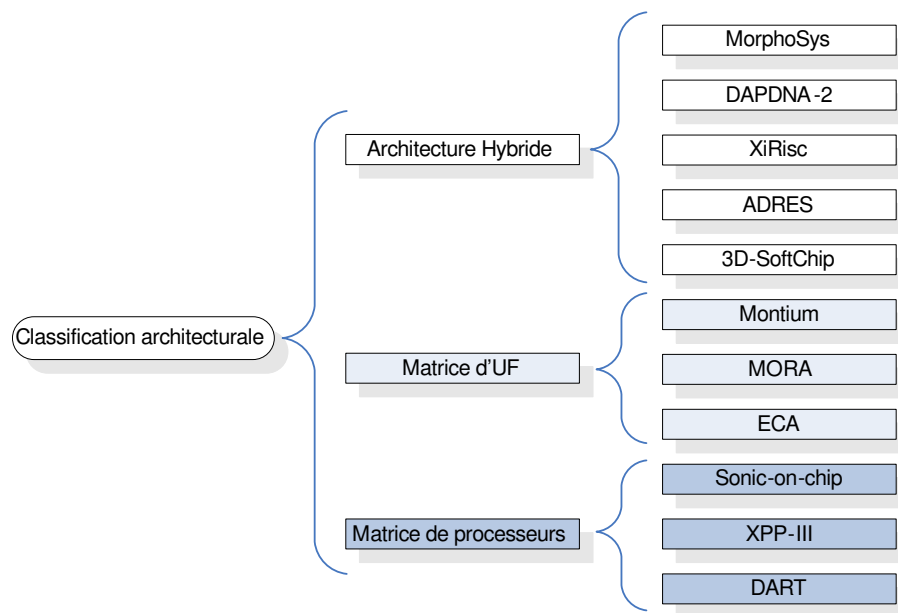 Classification architecturale
Architecture Hybride
MorphoSys
DAPDNA-2
XiRisc
ADRES
3D-SoftChip
Matrice d'UF
Montium
MORA
ECA
Matrice de processeurs
Sonic-on-chip
XPP-III
DART